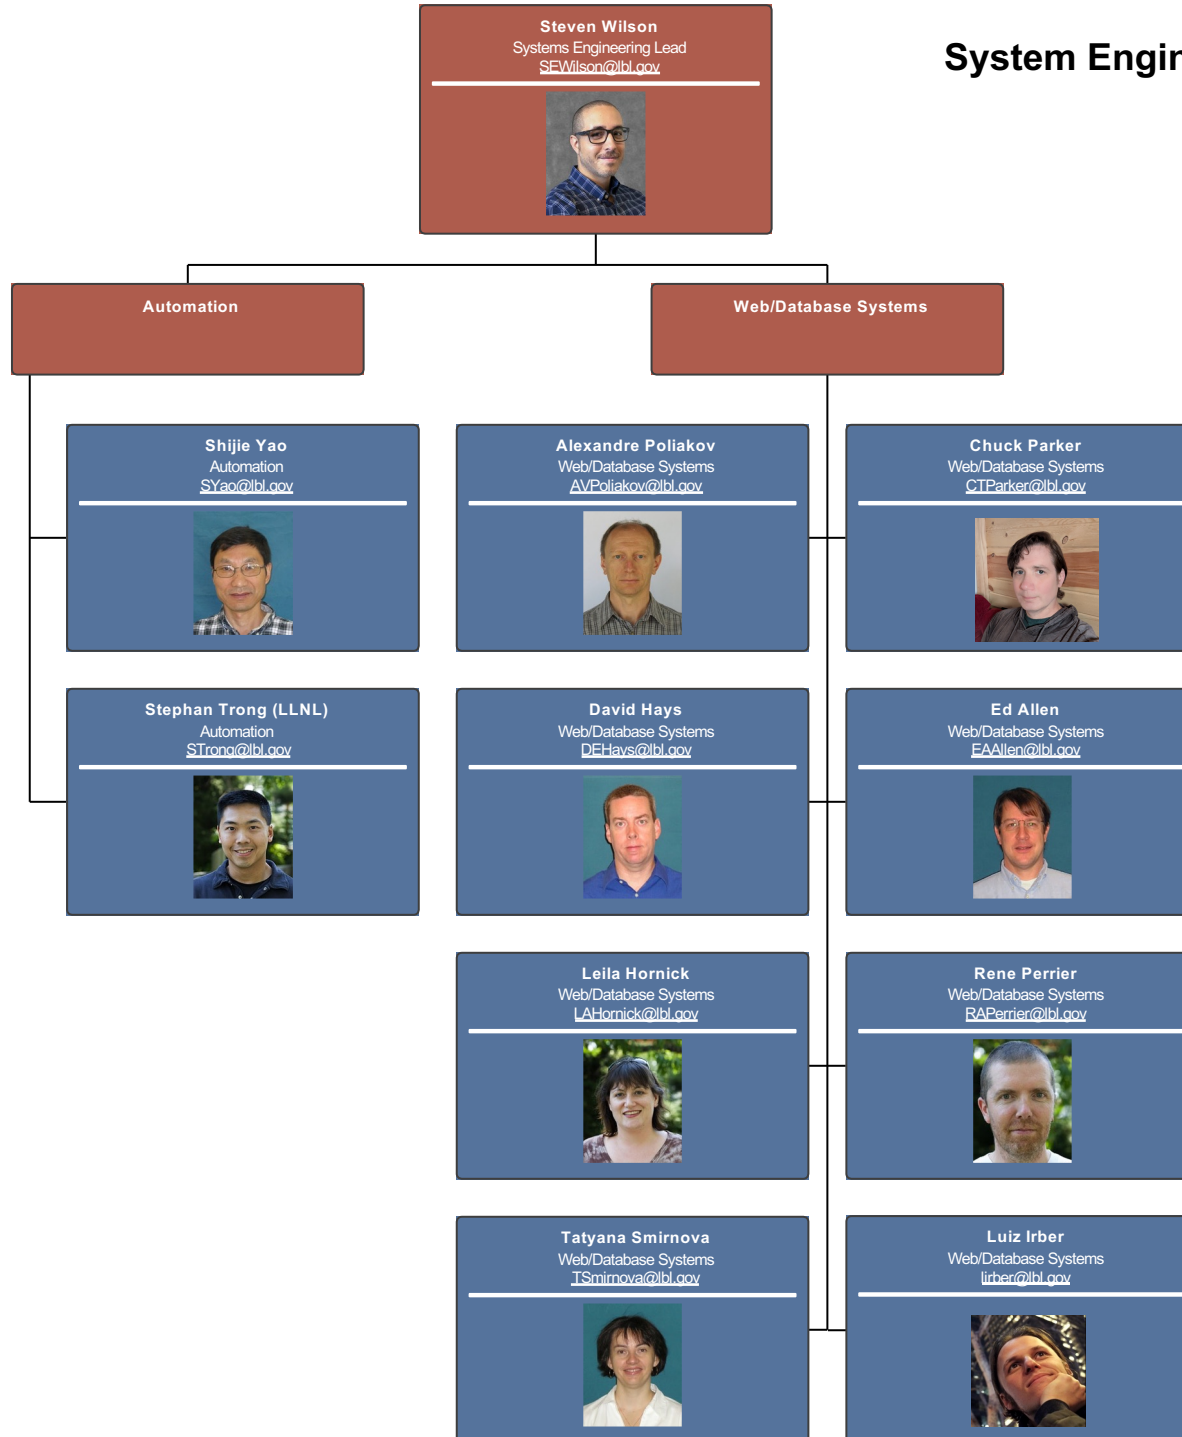 Steven Wilson
Systems Engineering Lead
SEWilson@lbl.gov
System Engin
Automation
Web/Database Systems
Shijie Yao
Automation
SYao@lbl.gov
Alexandre Poliakov
Web/Database Systems
AVPoliakov@lbl.gov
Chuck Parker
Web/Database Systems
CTParker@lbl.gov
Stephan Trong (LLNL)
Automation
STrong@lbl.gov
David Hays
Web/Database Systems
DEHays@lbl.gov
Ed Allen
Web/Database Systems
EAAllen@lbl.gov
Leila Hornick
Web/Database Systems
LAHornick@lbl.gov
Rene Perrier
Web/Database Systems
RAPerrier@lbl.gov
Tatyana Smirnova
Web/Database Systems
TSmirnova@lbl.gov
Luiz Irber
Web/Database Systems
lirber@lbl.gov